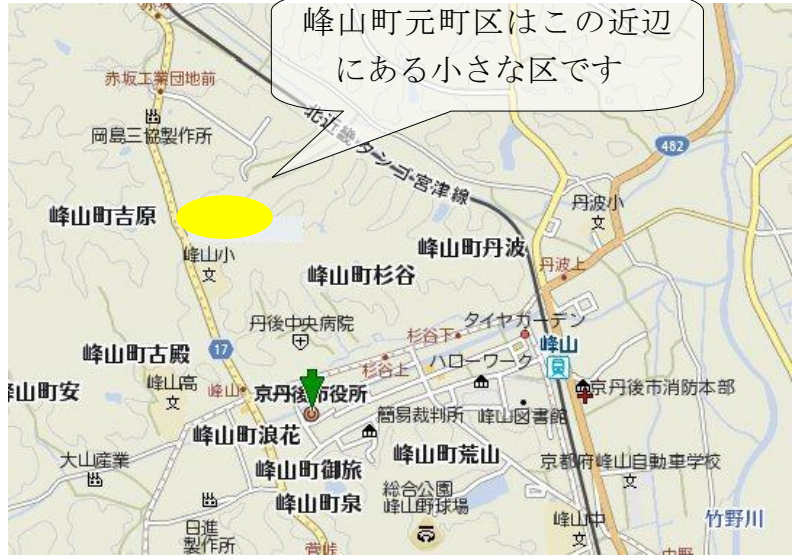 峰山町元町区はこの近辺
にある小さな区です
赤坂
赤坂工業団地前
岡島三協製作所
北近畿タンゴ宮津線
482
丹波小
文
峰山町吉原
峰山小
文
峰山町丹波
丹波上
峰山町杉谷
丹後中央病院
タイヤガーデン
杉谷下
峰山
峰山町古殿
17
杉谷上
ハローワーク
峰山町安
峰山高
文
峰山
京丹後市役所
京丹後市消防本部
簡易裁判所
峰山図書館
峰山町浪花
大山産業
峰山町御旅
峰山町荒山
京都府峰山自動車学校
文
峰山町泉
総合公園
峰山野球場
日進
製作所
菅峠
峰山中
文
竹野川
中野